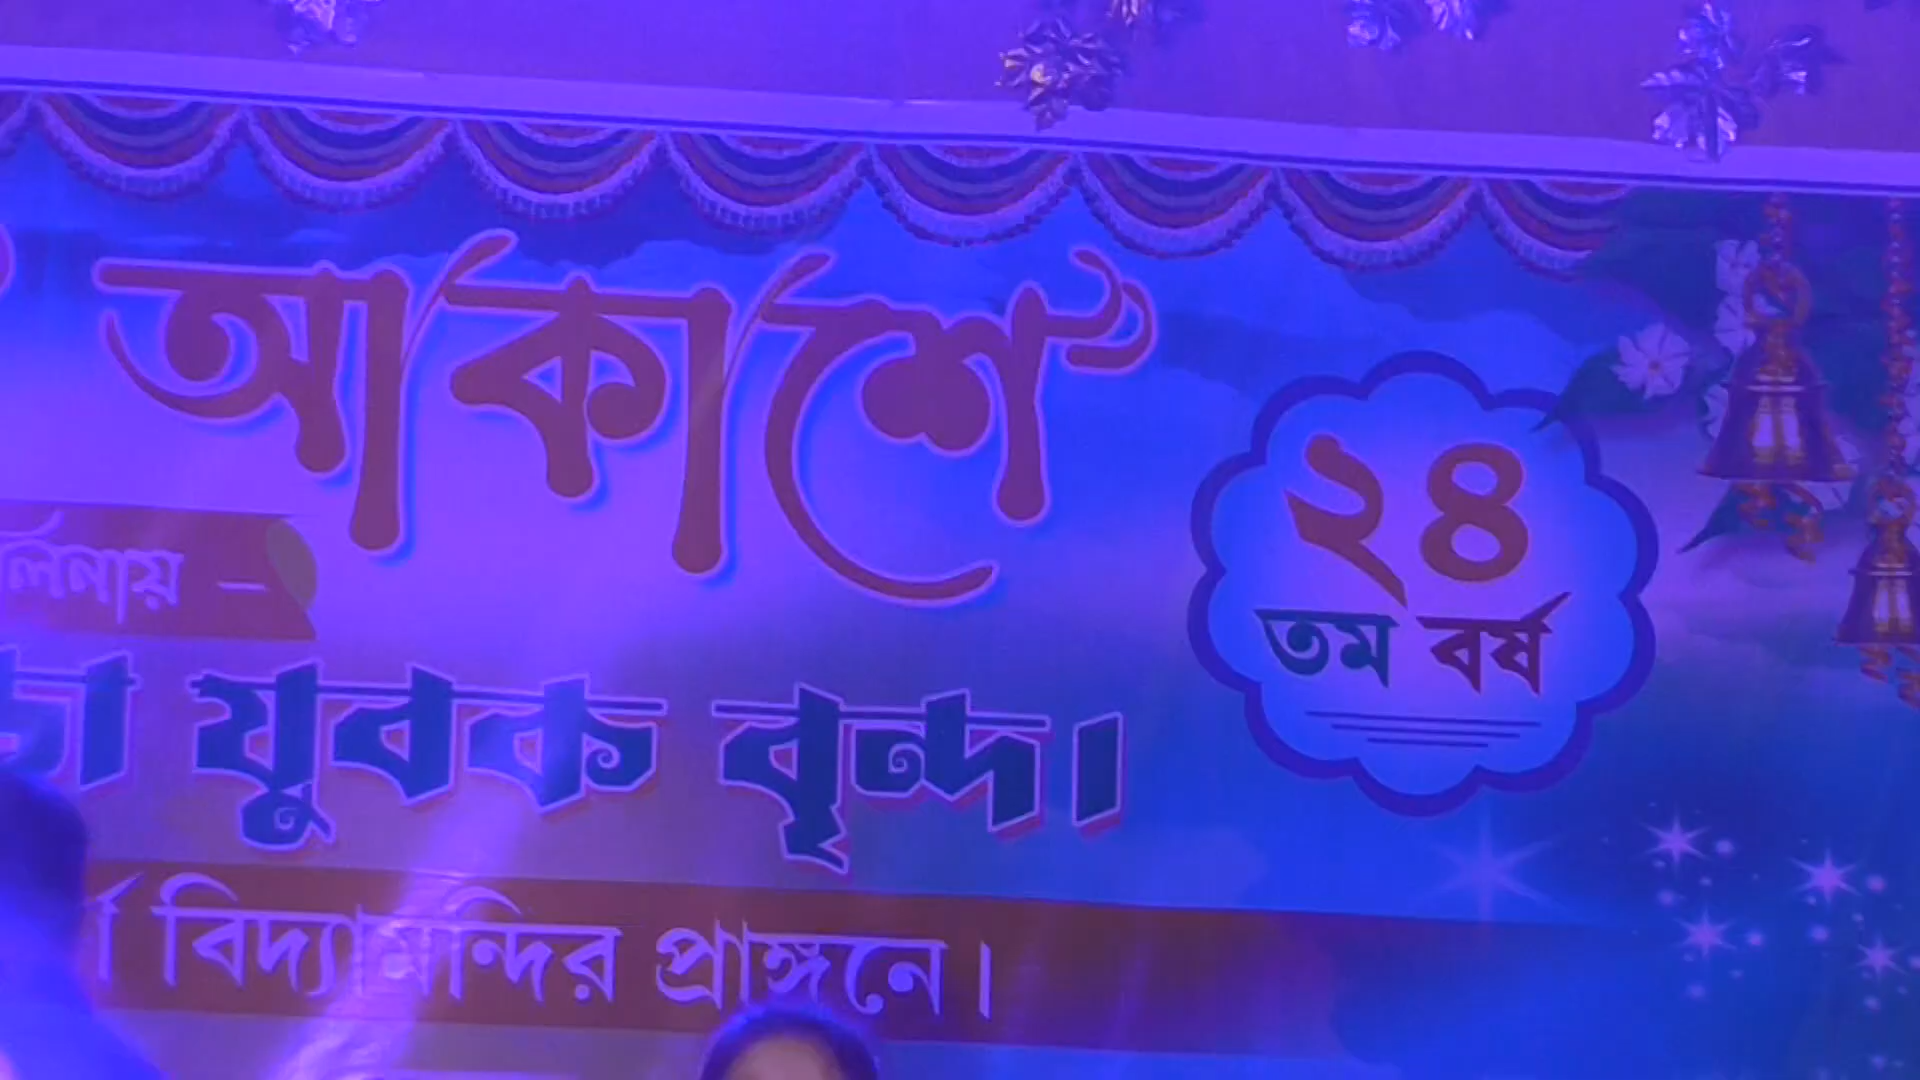 আকাশে
২৪
তম বর্ষ
যুবক বৃন্দ।
বিদ্যামন্দির প্রাঙ্গনে।